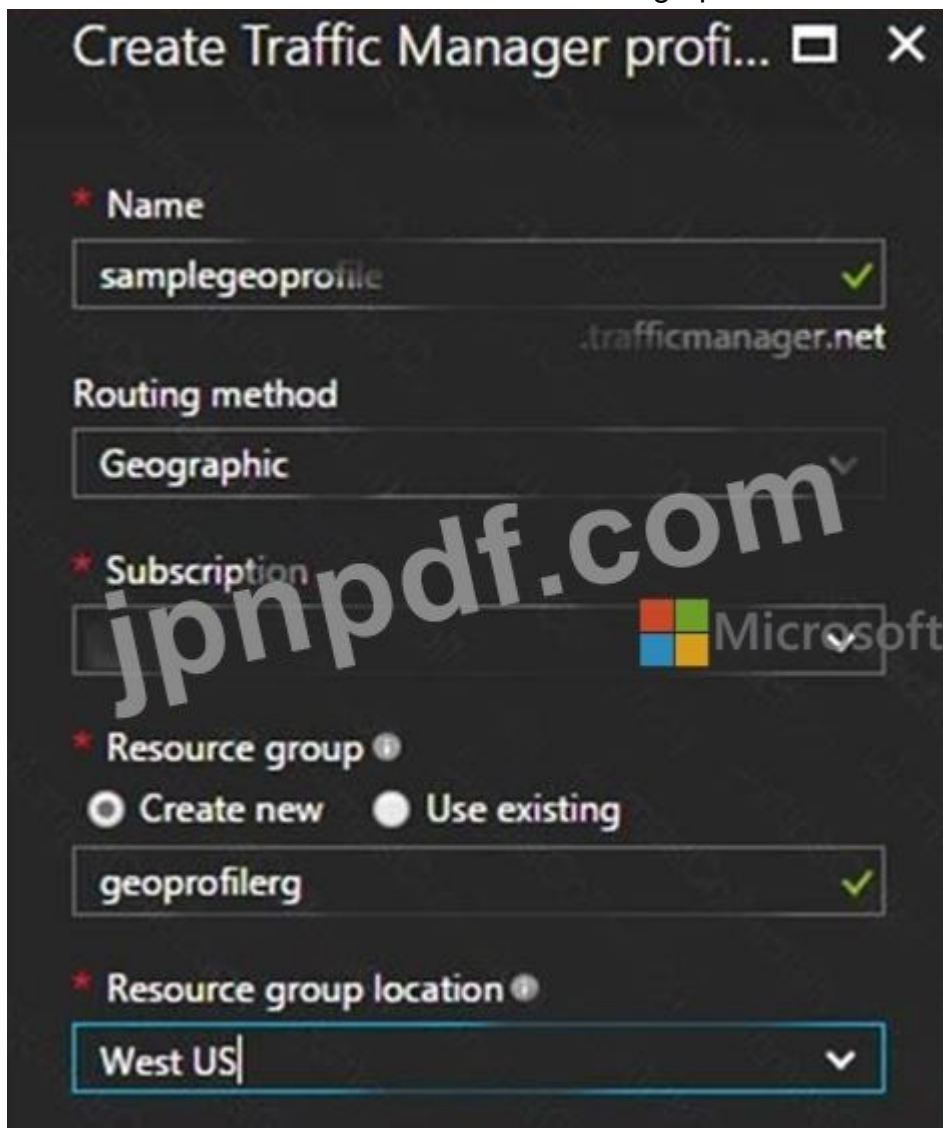 Create Traffic Manager profi...
* Name
samplegeoprofile
.trafficmanager.net
Routing method
Geographic
* Subscription
jpnpdf.com
Microsoft
* Resource group
Create new Use existing
geoprofilerg
* Resource group location
West US